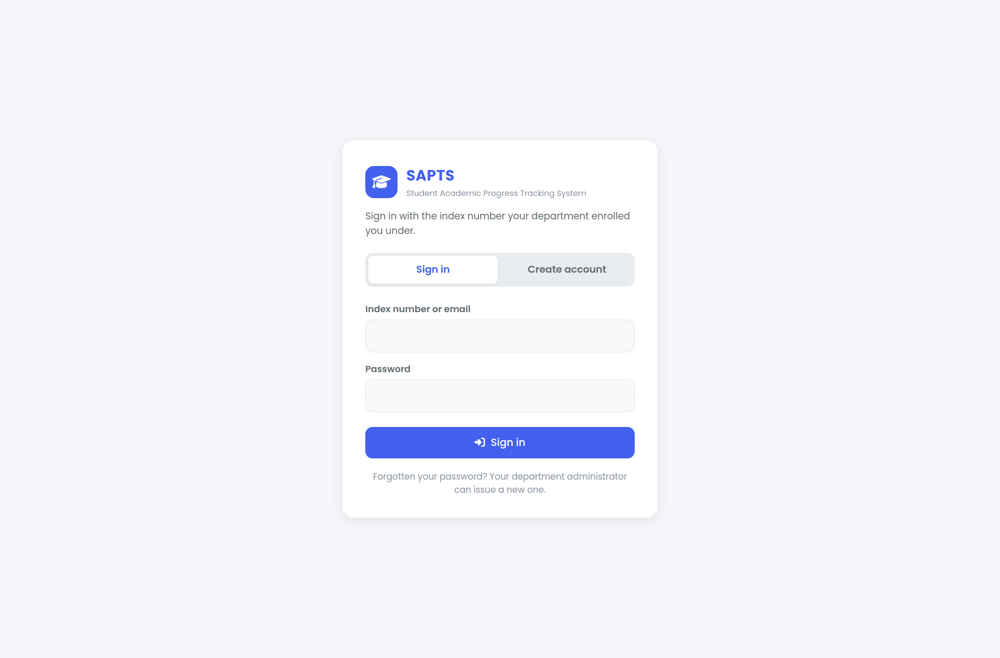 SAPTS
Student Academic Progress Tracking System
Sign in with the index number your department enrolled
you under.
Sign in
Create account
Index number or email
Password
Sign in
Forgotten your password? Your department administrator
can issue a new one.